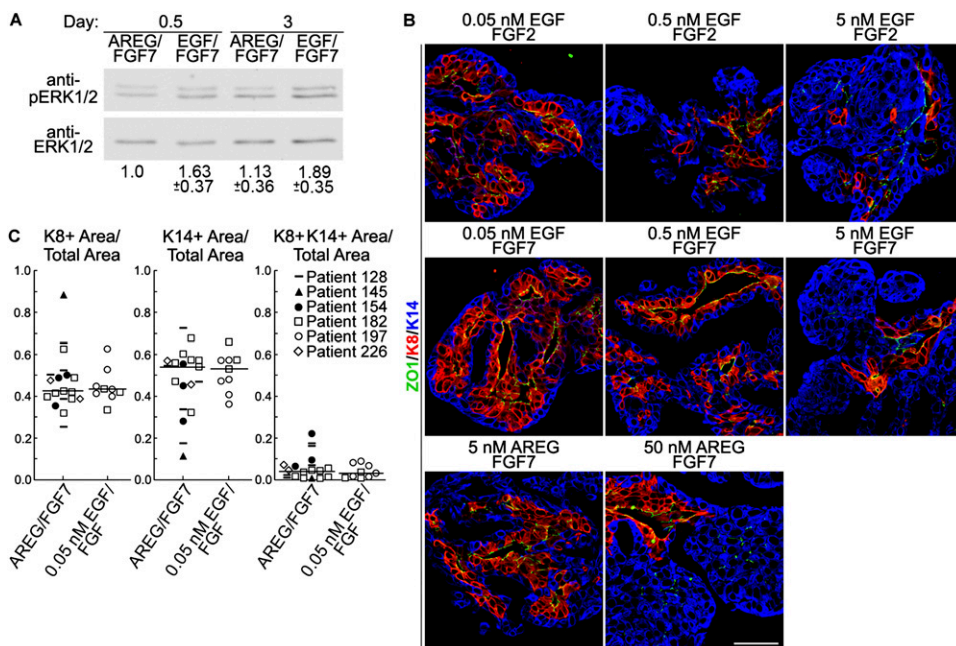 A
Day: 0.5 3
AREG/ EGF/ AREG/ EGF/
FGF7 FGF7 FGF7 FGF7
anti-
pERK1/2
anti-
ERK1/2
1.0 1.63 1.13 1.89
±0.37 ±0.36 ±0.35
B
0.05 nM EGF 0.5 nM EGF 5 nM EGF
FGF2 FGF2 FGF2
0.05 nM EGF 0.5 nM EGF 5 nM EGF
FGF7 FGF7 FGF7
5 nM AREG 50 nM AREG
FGF7 FGF7
ZO1/K8/K14
C
K8+ Area/ K14+ Area/ K8+K14+ Area/
Total Area Total Area Total Area
1.0 1.0 1.0
0.8 0.8 0.8
0.6 0.6 0.6
0.4 0.4 0.4
0.2 0.2 0.2
0.0 0.0 0.0
Patient 128
Patient 145
Patient 154
Patient 182
Patient 197
Patient 226
AREG/FGF7
0.05 nM EGF/
FGF7
AREG/FGF7
0.05 nM EGF/
FGF
AREG/FGF7
0.05 nM EGF/
FGF7